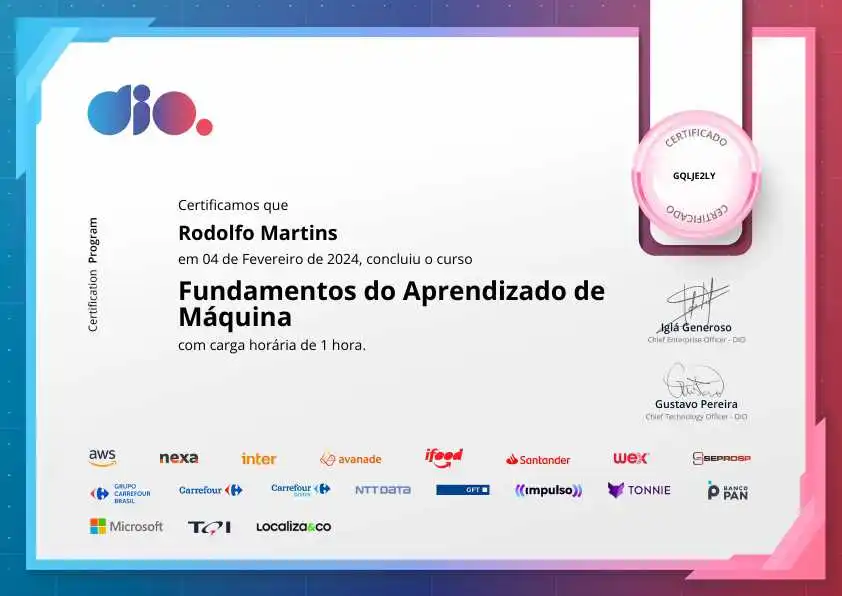 dio.
CERTIFICADO
GQLJE2LY
CERTIFICADO
Certification Program
Certificamos que
Rodolfo Martins
em 04 de Fevereiro de 2024, concluiu o curso
Fundamentos do Aprendizado de
Máquina
com carga horária de 1 hora.
Iglá Generoso
Chief Enterprise Officer - DIO
Gustavo Pereira
Chief Technology Officer - DIO
aws nexa inter avanade ifood Santander wex SEPROSP
GRUPO CARREFOUR BRASIL Carrefour Carrefour NTT DATA GFT impulso TONNIE BANCO PAN
Microsoft TQI LOCALIZA&CO